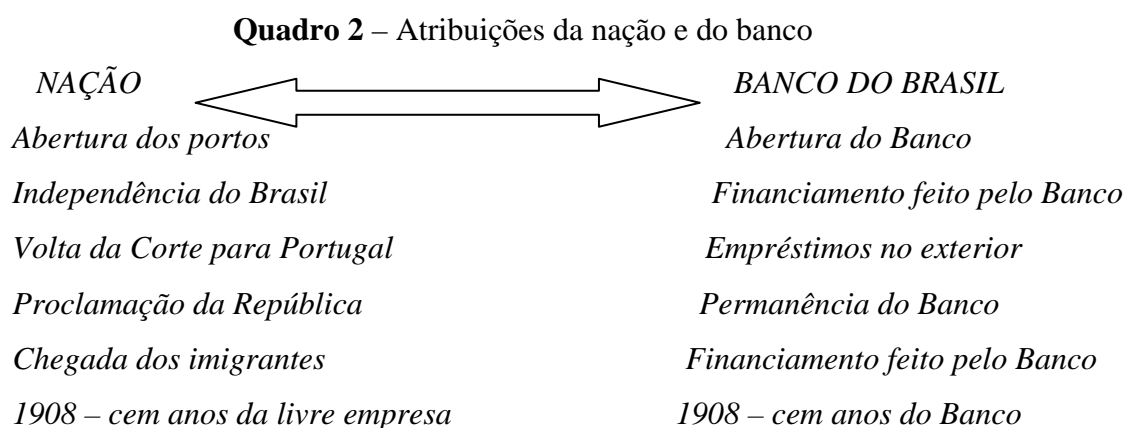 Quadro 2 – Atribuições da nação e do banco
NAÇÃO BANCO DO BRASIL
Abertura dos portos Abertura do Banco
Independência do Brasil Financiamento feito pelo Banco
Volta da Corte para Portugal Empréstimos no exterior
Proclamação da República Permanência do Banco
Chegada dos imigrantes Financiamento feito pelo Banco
1908 – cem anos da livre empresa 1908 – cem anos do Banco